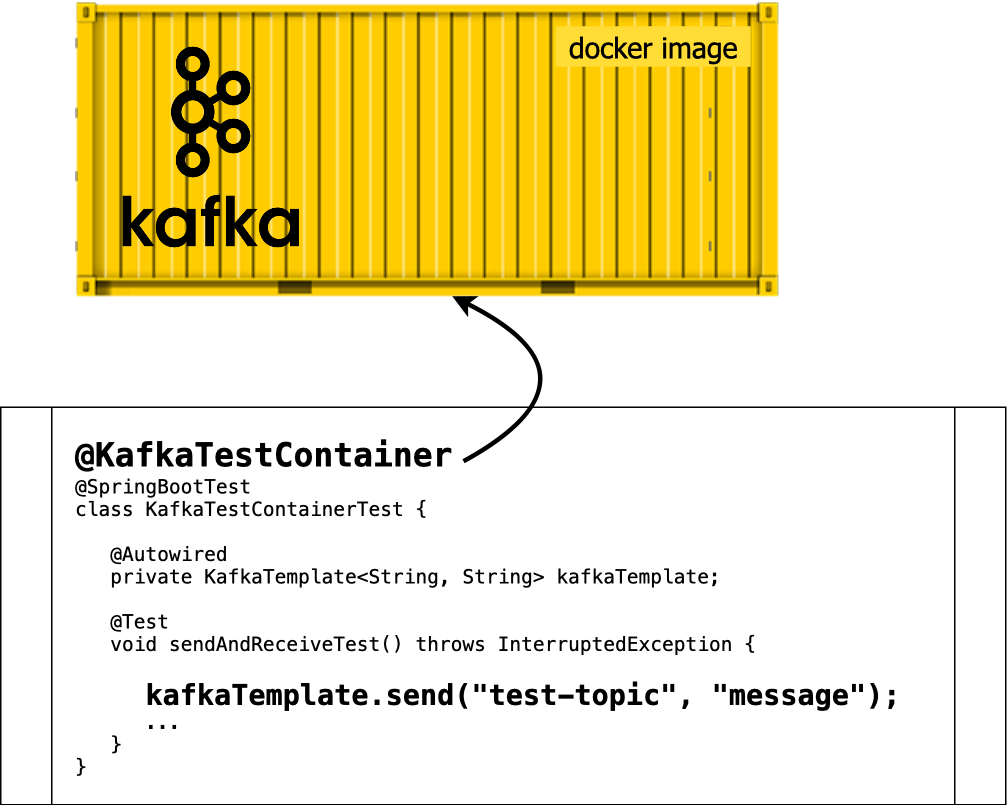 docker image
kafka
@KafkaTestContainer
@SpringBootTest
class KafkaTestContainerTest {
@Autowired
private KafkaTemplate<String, String> kafkaTemplate;
@Test
void sendAndReceiveTest() throws InterruptedException {
kafkaTemplate.send("test-topic", "message");
...
}
}